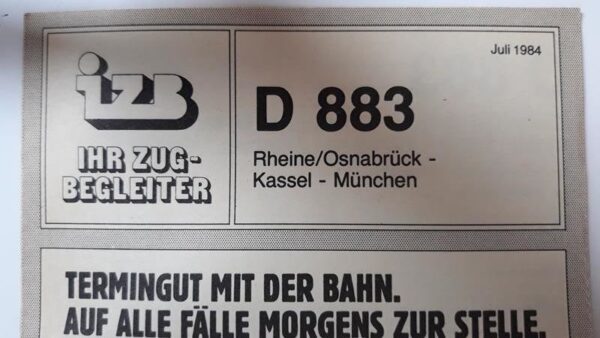 Juli 1984
izB
IHR ZUG-
BEGLEITER
D 883
Rheine/Osnabrück -
Kassel - München
TERMINGUT MIT DER BAHN.
AUF ALLE FÄLLE MORGENS ZUR STELLE.